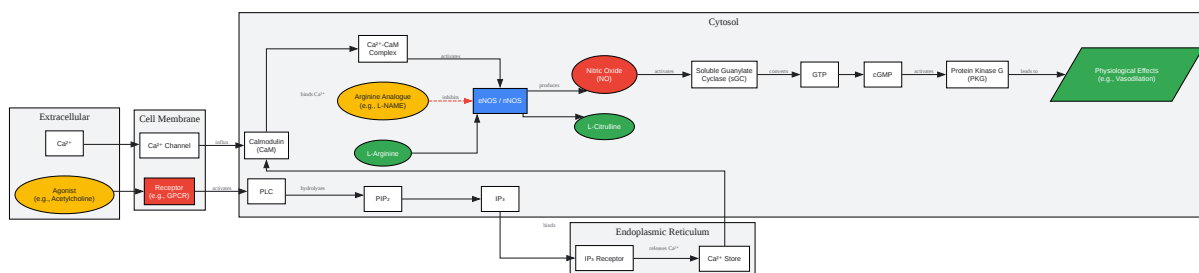 Cytosol
Ca²⁺-CaM
Complex
activates
binds Ca²⁺
Arginine Analogue
(e.g., L-NAME)
inhibits
eNOS / nNOS
produces
Nitric Oxide
(NO)
activates
Soluble Guanylate
Cyclase (sGC)
converts
GTP
cGMP
activates
Protein Kinase G
(PKG)
leads to
Physiological Effects
(e.g., Vasodilation)
L-Citrulline
L-Arginine
Extracellular
Ca²⁺
Agonist
(e.g., Acetylcholine)
Cell Membrane
Ca²⁺ Channel
influx
Receptor
(e.g., GPCR)
activates
Calmodulin
(CaM)
PLC
hydrolyzes
PIP₂
IP₃
binds
Endoplasmic Reticulum
IP₃ Receptor
releases Ca²⁺
Ca²⁺ Store